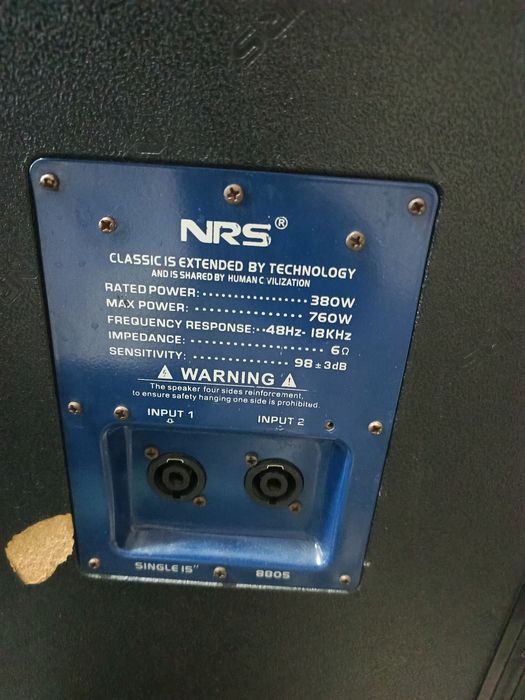 NRS®
CLASSIC IS EXTENDED BY TECHNOLOGY
AND IS SHARED BY HUMAN C VILIZATION
RATED POWER: ················ 380W
MAX POWER: ················ 760W
FREQUENCY RESPONSE: ·· 48Hz- 18KHz
IMPEDANCE: ················ 6Ω
SENSITIVITY: ·············· 98 ± 3dB
⚠ WARNING ⚠
The speaker four sides reinforcement,
to ensure safety hanging one side is prohibited.
INPUT 1 INPUT 2
SINGLE 15" 8805